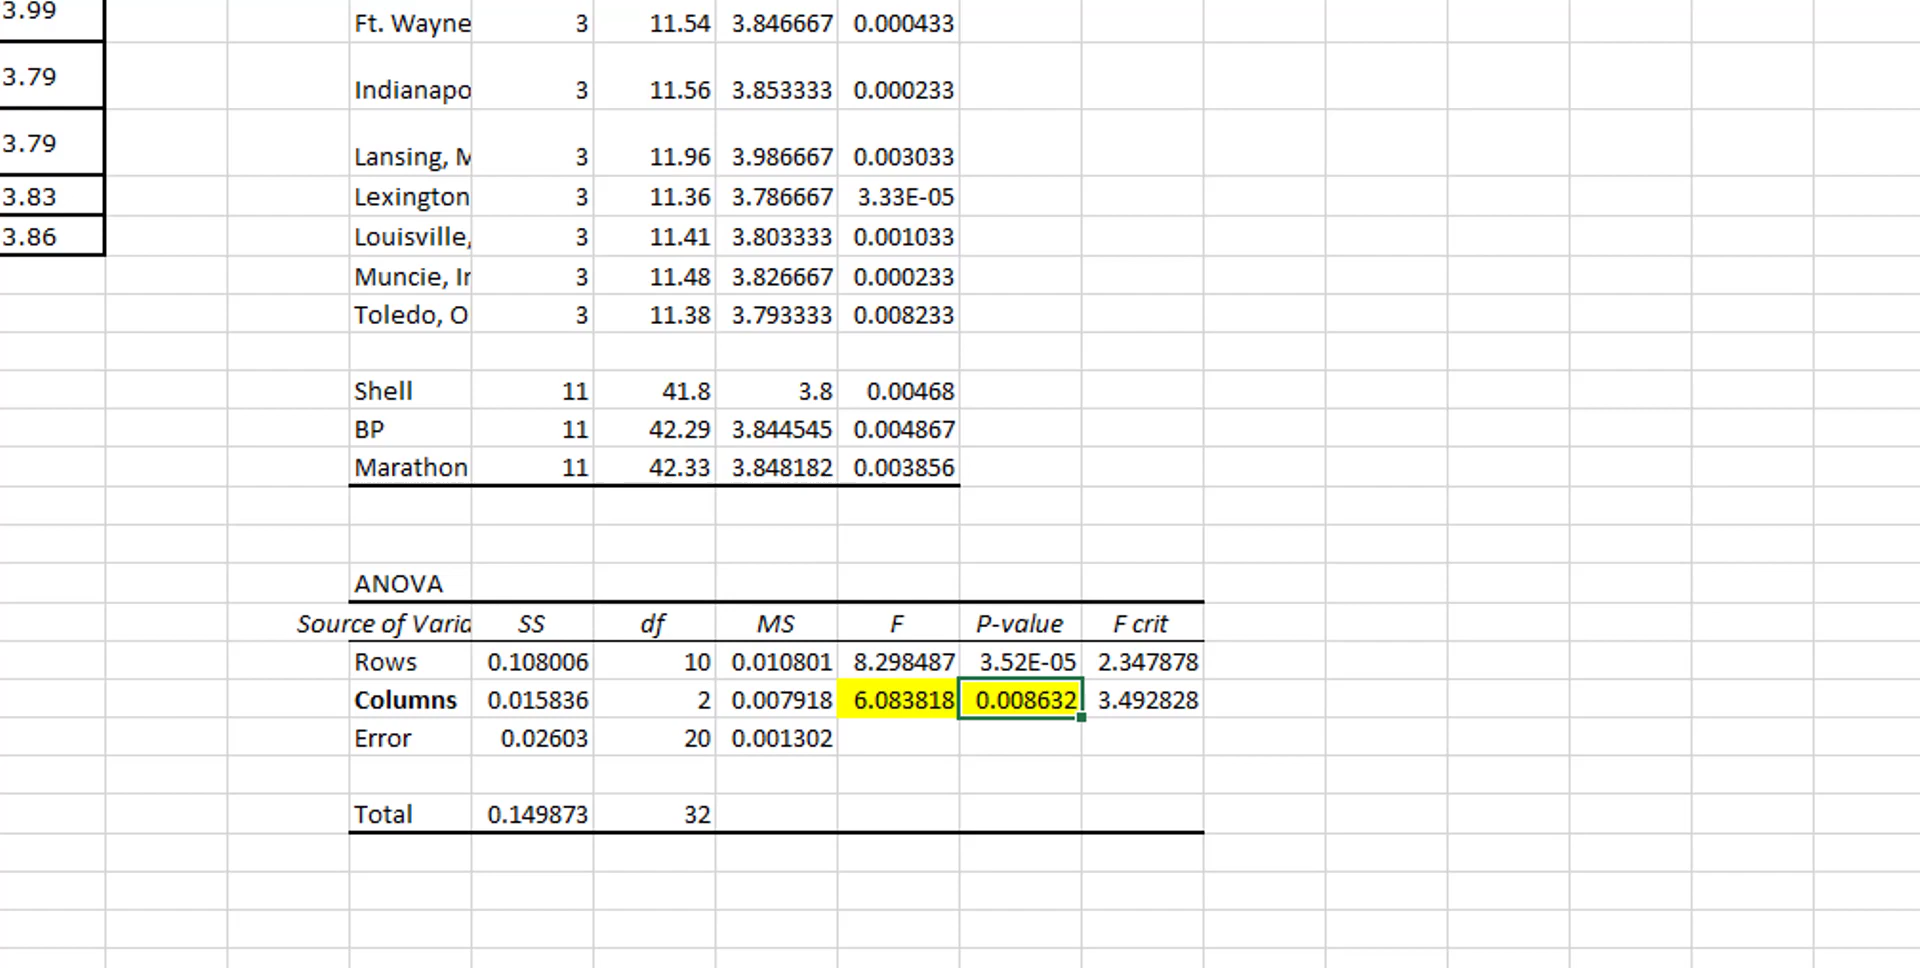 3.99 Ft. Wayne 3 11.54 3.846667 0.000433
3.79 Indianapo 3 11.56 3.853333 0.000233
3.79 Lansing, M 3 11.96 3.986667 0.003033
3.83 Lexington 3 11.36 3.786667 3.33E-05
3.86 Louisville, 3 11.41 3.803333 0.001033
Muncie, Ir 3 11.48 3.826667 0.000233
Toledo, O 3 11.38 3.793333 0.008233
Shell 11 41.8 3.8 0.00468
BP 11 42.29 3.844545 0.004867
Marathon 11 42.33 3.848182 0.003856
ANOVA
Source of Varia SS df MS F P-value F crit
Rows 0.108006 10 0.010801 8.298487 3.52E-05 2.347878
Columns 0.015836 2 0.007918 6.083818 0.008632 3.492828
Error 0.02603 20 0.001302
Total 0.149873 32